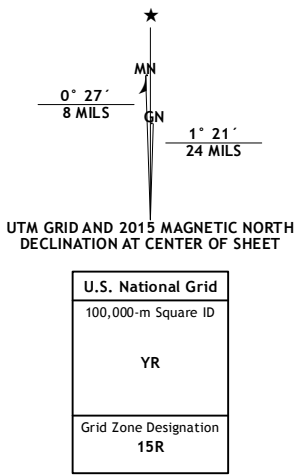 ★
MN
0° 27´
8 MILS
GN
1° 21´
24 MILS
UTM GRID AND 2015 MAGNETIC NORTH
DECLINATION AT CENTER OF SHEET
U.S. National Grid
100,000-m Square ID
YR
Grid Zone Designation
15R